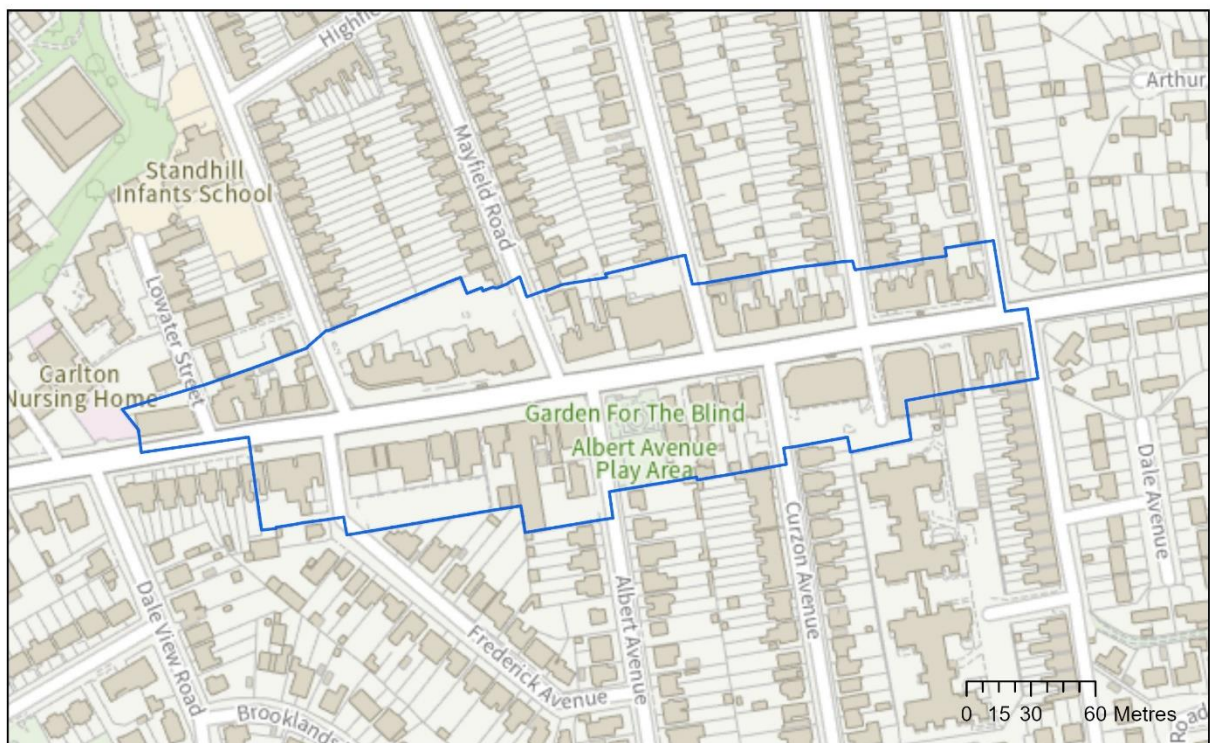 Highfi
Arthur
Mayfield Road
Standhill
Infants School
Lowater Street
Carlton
Nursing Home
Garden For The Blind
Albert Avenue
Play Area
Dale Avenue
Curzon Avenue
Albert Avenue
Dale View Road
Frederick Avenue
Brooklands
Road
0 15 30 60 Metres